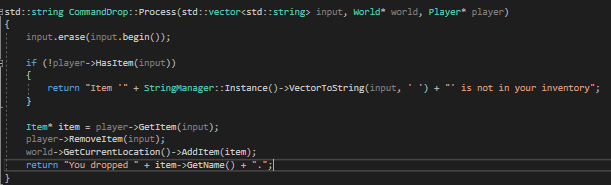 std::string CommandDrop::Process(std::vector<std::string> input, World* world, Player* player)
{
    input.erase(input.begin());
    if (!player->HasItem(input))
    {
        return "Item '" + StringManager::Instance()->VectorToString(input, ' ') + "' is not in your inventory";
    }
    Item* item = player->GetItem(input);
    player->RemoveItem(input);
    world->GetCurrentLocation()->AddItem(item);
    return "You dropped " + item->GetName() + ".";
}